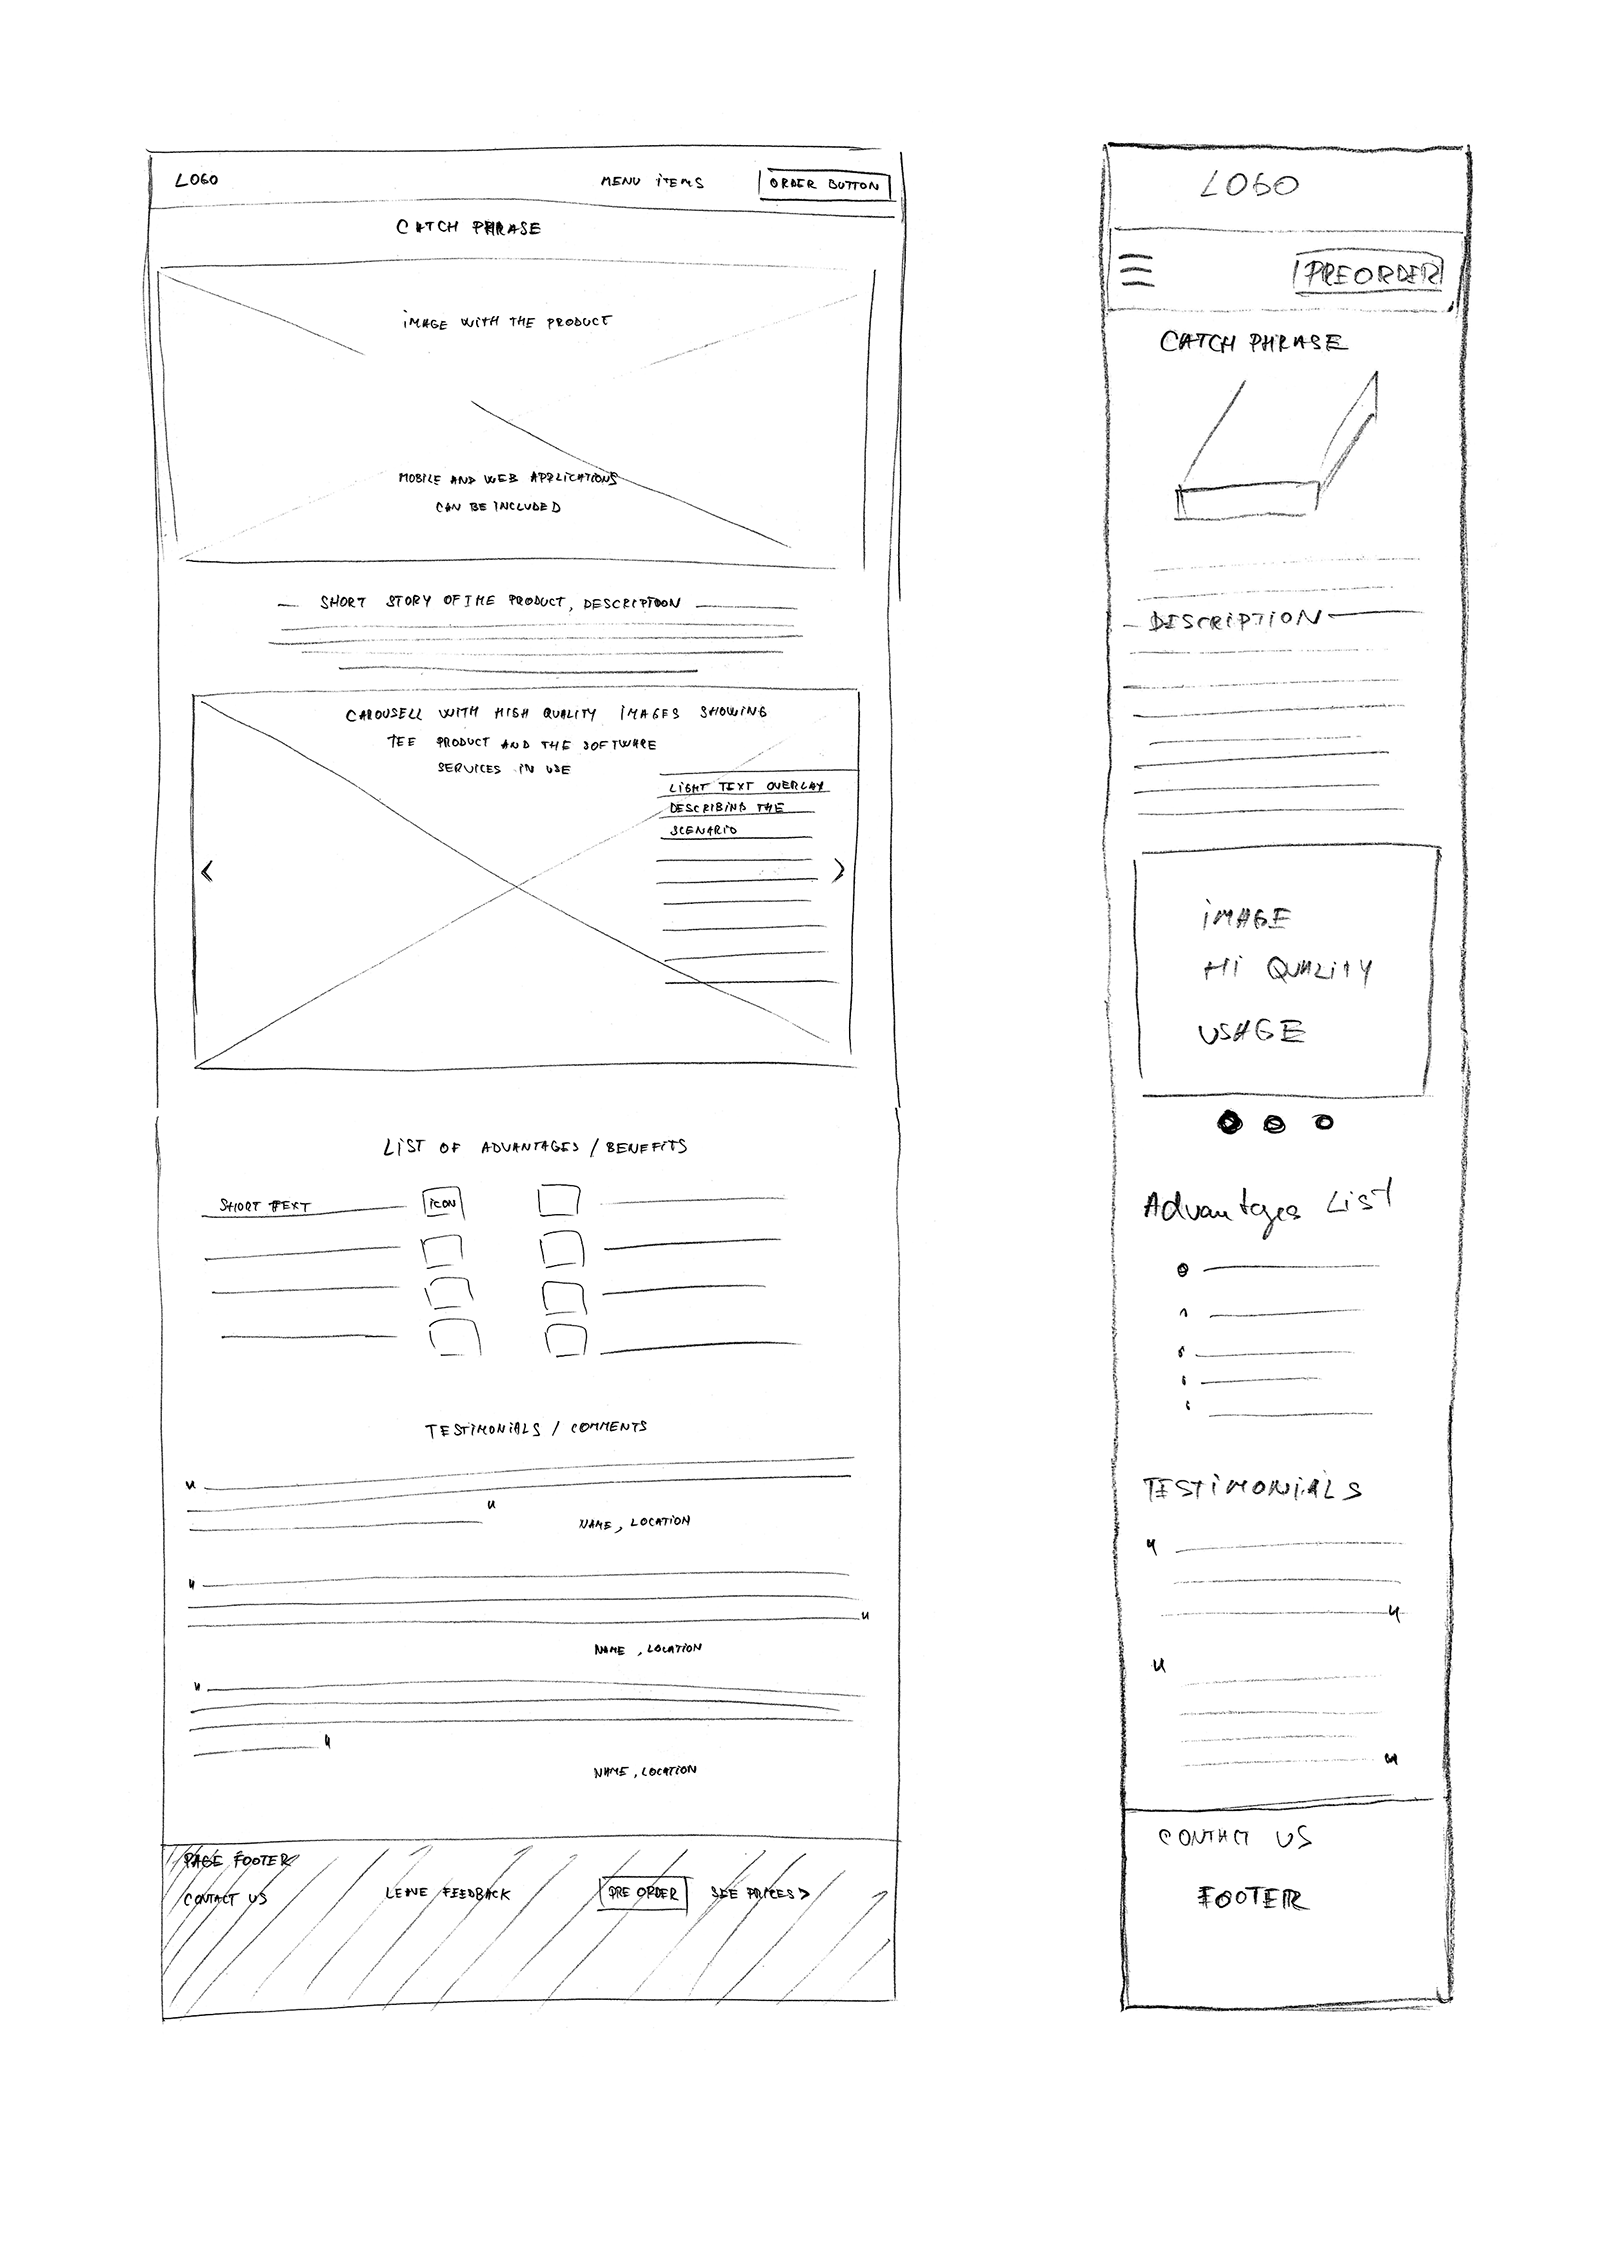 LOGO
MENU ITEMS
ORDER BUTTON
CATCH PHRASE
IMAGE WITH THE PRODUCT
MOBILE AND WEB APPLICATIONS
CAN BE INCLUDED
SHORT STORY OF THE PRODUCT, DESCRIPTION
CAROUSELL WITH HIGH QUALITY IMAGES SHOWING
TEE PRODUCT AND THE SOFTWARE
SERVICES IN USE
LIGHT TEXT OVERLAY
DESCRIBING THE
SCENARIO
<
>
LIST OF ADVANTAGES / BENEFITS
SHORT TEXT
ICON
TESTIMONIALS / COMMENTS
NAME, LOCATION
NAME, LOCATION
NAME, LOCATION
PAGE FOOTER
CONTACT US
LEAVE FEEDBACK
PRE ORDER
SEE PRICES >
LOGO
PREORDER
CATCH PHRASE
DESCRIPTION
IMAGE
HI QUALITY
USAGE
Advantages List
TESTIMONIALS
CONTACT US
FOOTER